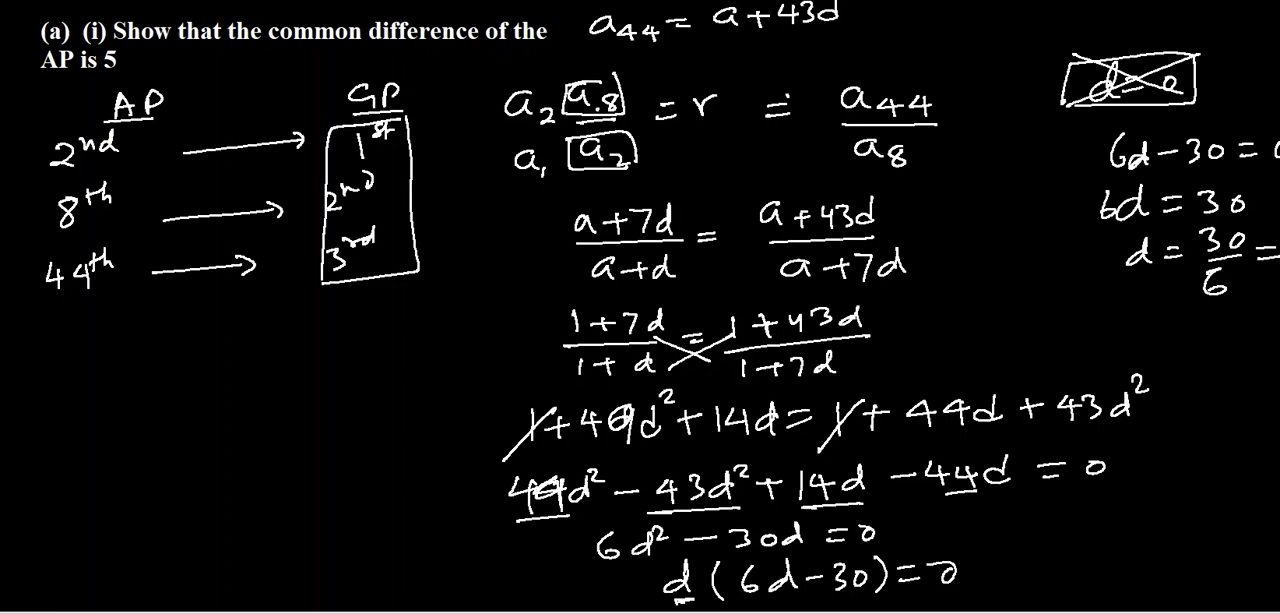 (a) (i) Show that the common difference of the
AP is 5
a₄₄ = a + 43d
AP GP
2nd → 1st
8th → 2nd
44th → 3rd
a₂ a₈ = r = a₄₄
a₁ a₂ a₈
a+7d = a+43d
a+d a+7d
1+7d = 1+43d
1+d 1+7d
1+49d²+14d = 1+44d+43d²
49d² - 43d² + 14d - 44d = 0
6d² - 30d = 0
d(6d-30) = 0
d=0
6d-30 =
6d = 30
d = 30 =
6